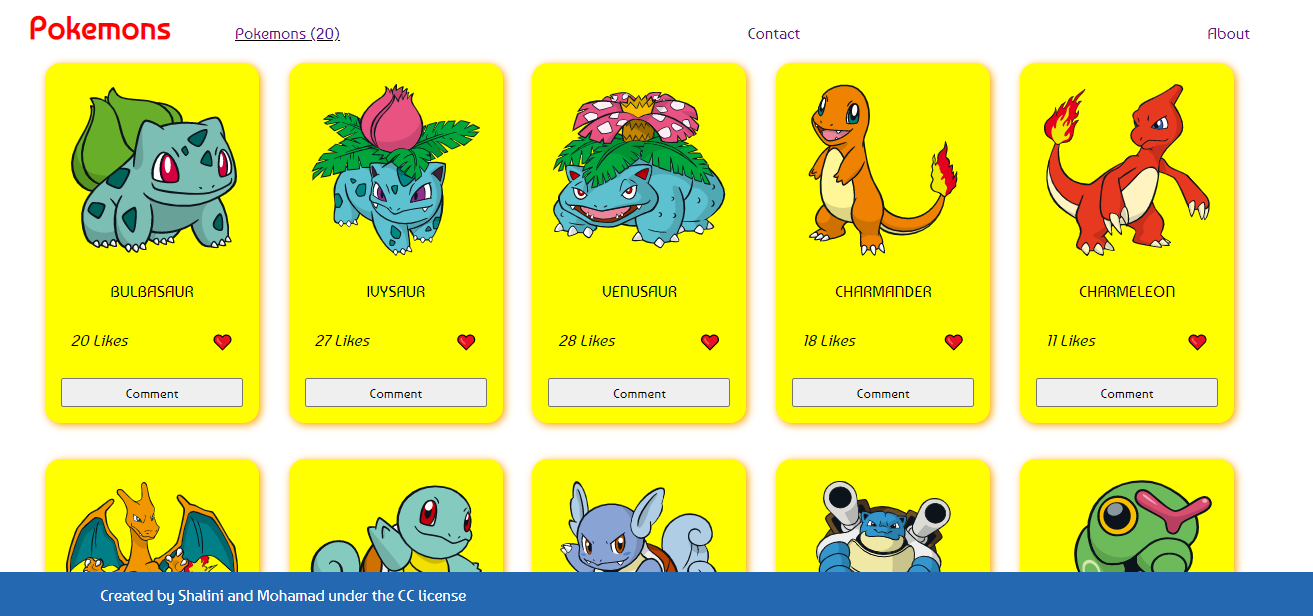 Pokemons Pokemons (20) Contact About
BULBASAUR IVYSAUR VENUSAUR CHARMANDER CHARMELEON
20 Likes 27 Likes 28 Likes 18 Likes 11 Likes
Comment Comment Comment Comment Comment
Created by Shalini and Mohamad under the CC license